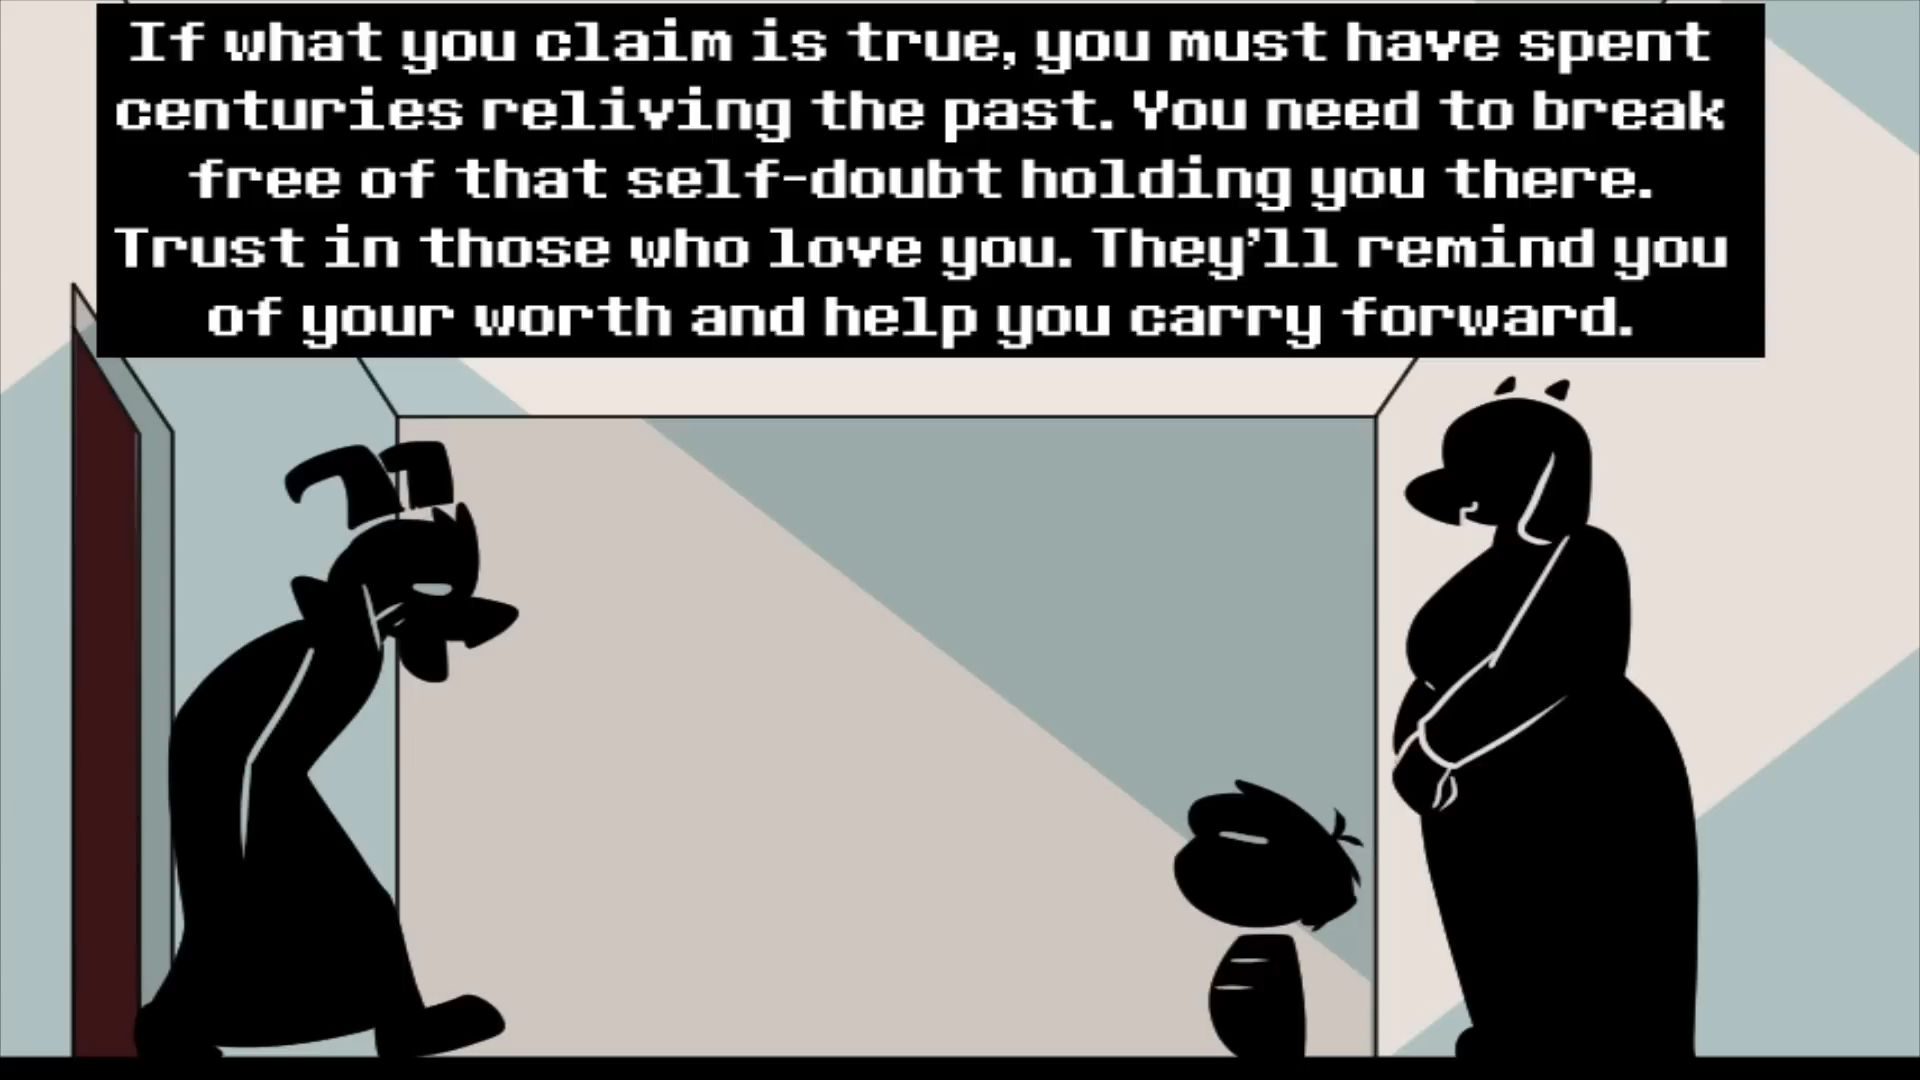 If what you claim is true, you must have spent
centuries reliving the past. You need to break
free of that self-doubt holding you there.
Trust in those who love you. They'll remind you
of your worth and help you carry forward.